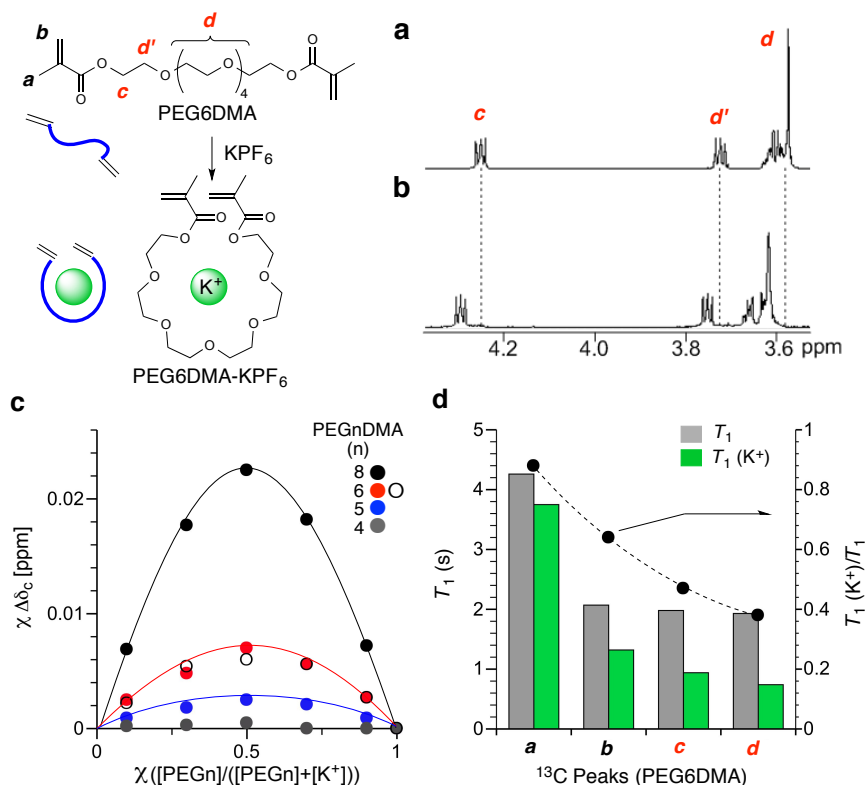 b
d
d'
O
O
O
O
O
O
4
a
c
PEG6DMA
KPF6
O
O
O
O
O
O
O
O
O
K+
PEG6DMA-KPF6
a
d
c
d'
b
4.2
4.0
3.8
3.6
ppm
c
PEGnDMA
(n)
8
6
5
4
0.02
0.01
0
χ Δδc [ppm]
0
0.5
1
χ([PEGn]/([PEGn]+[K+]))
d
T1
T1 (K+)
5
4
3
2
1
0
T1 (s)
1
0.8
0.6
0.4
0.2
0
T1 (K+)/T1
a
b
c
d
13C Peaks (PEG6DMA)